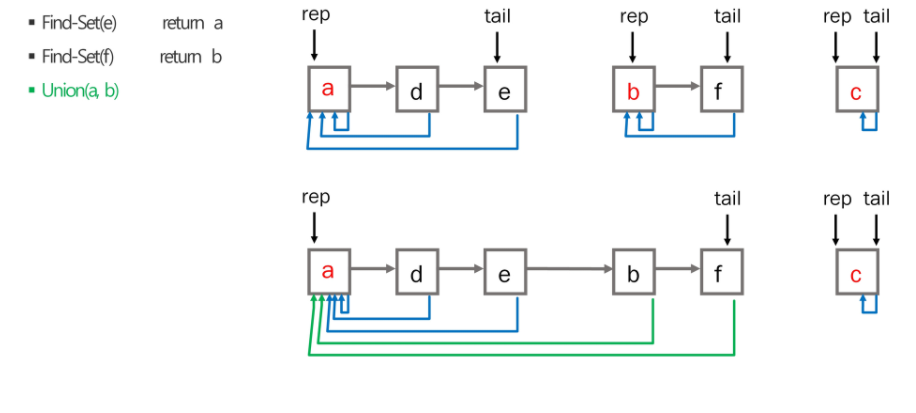 ▪ Find-Set(e) return a
▪ Find-Set(f) return b
▪ Union(a, b)
rep tail rep tail rep tail
a d e b f c
rep tail rep tail
a d e b f c